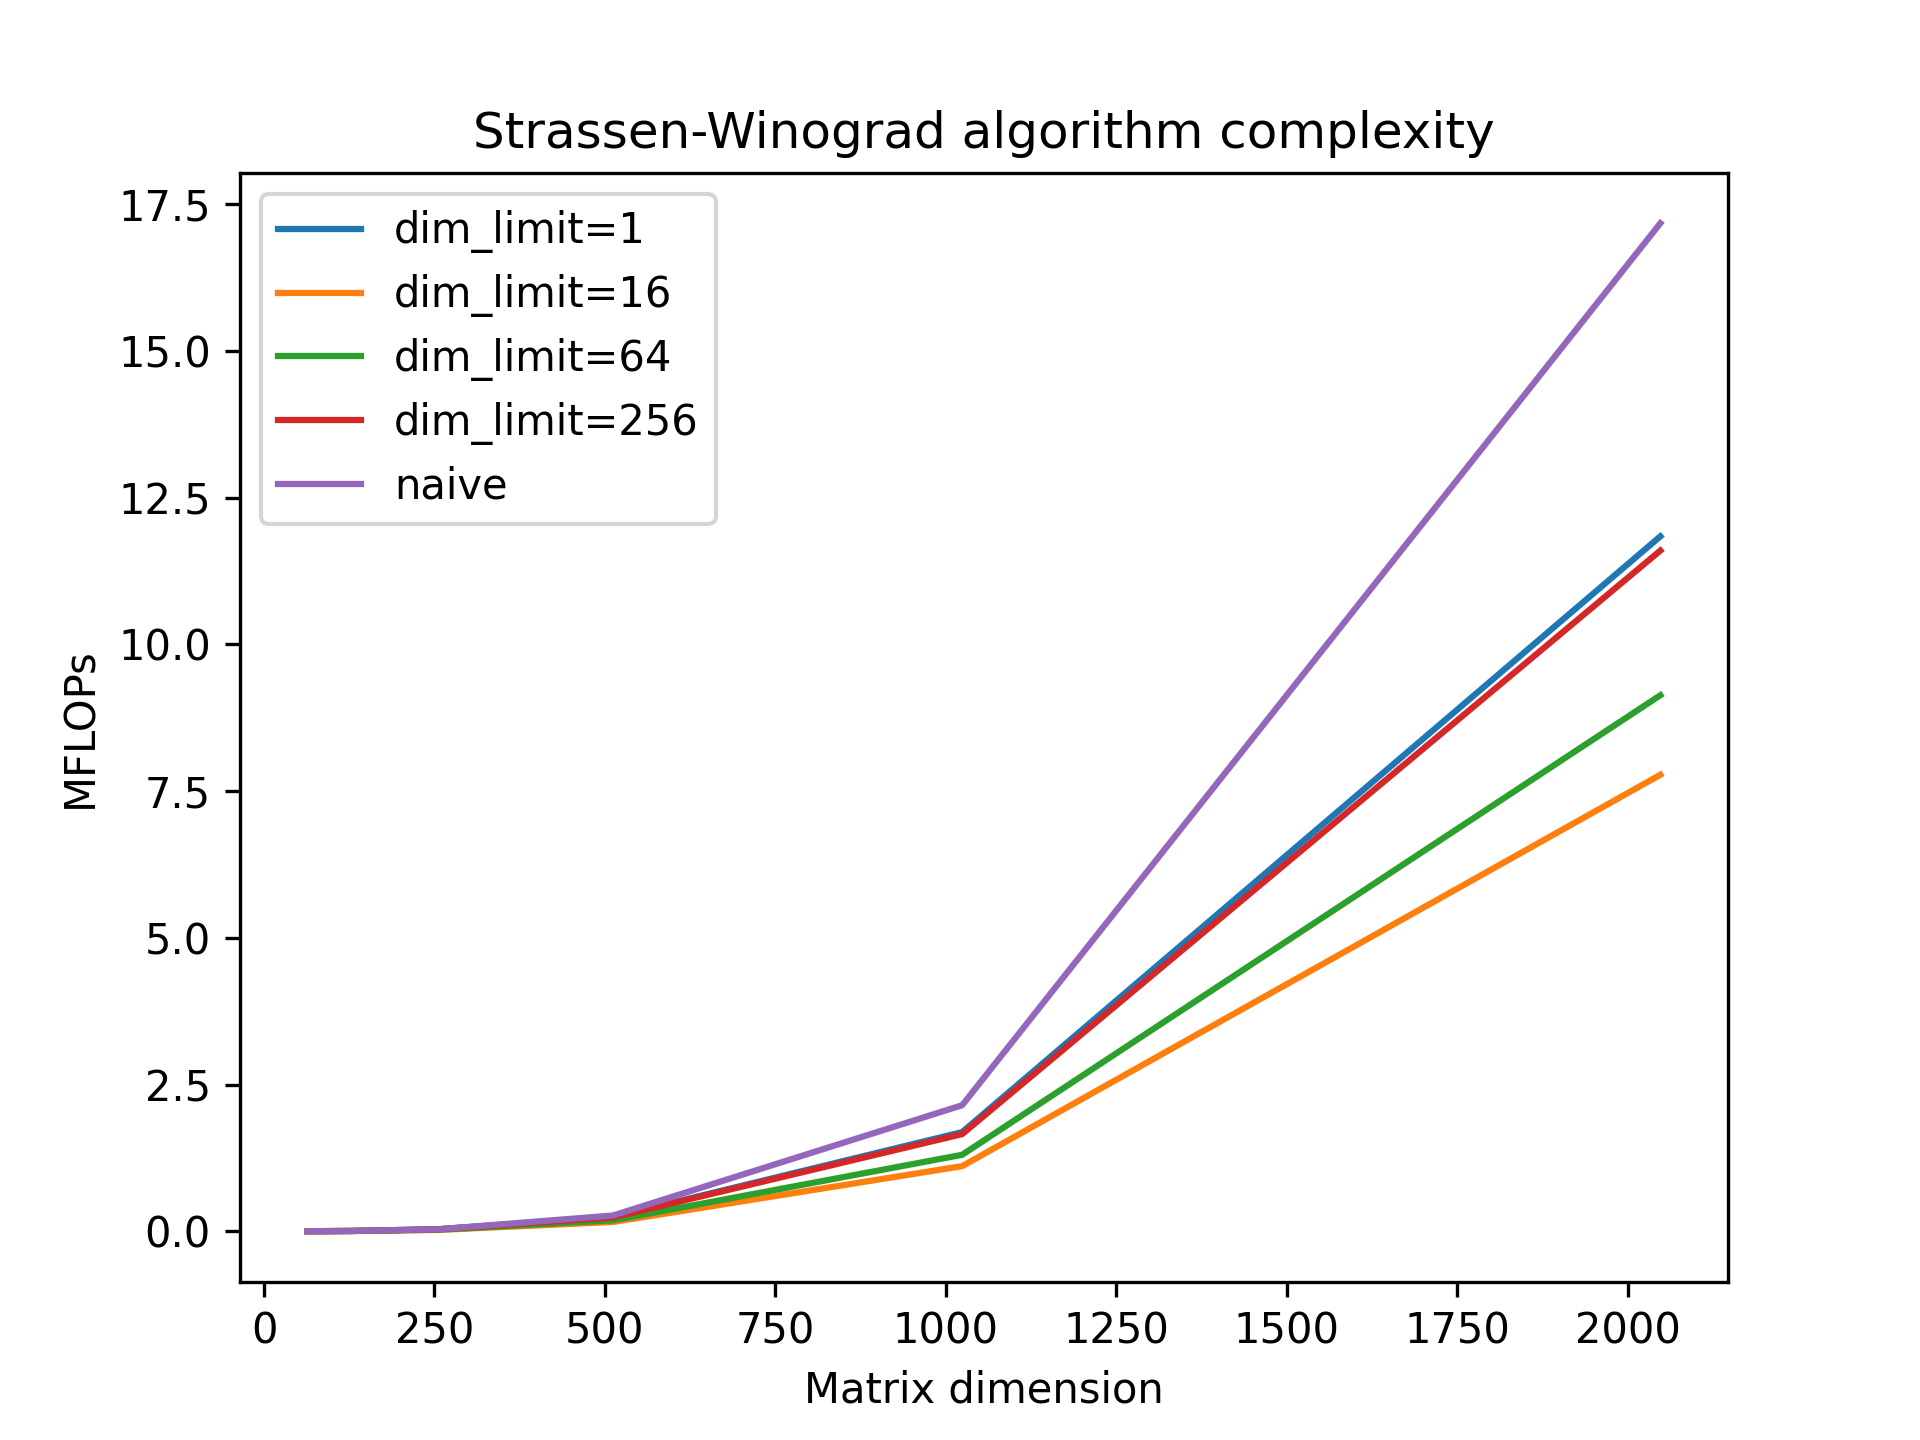 Strassen-Winograd algorithm complexity
17.5
15.0
12.5
10.0
7.5
5.0
2.5
0.0
MFLOPs
dim_limit=1
dim_limit=16
dim_limit=64
dim_limit=256
naive
0 250 500 750 1000 1250 1500 1750 2000
Matrix dimension